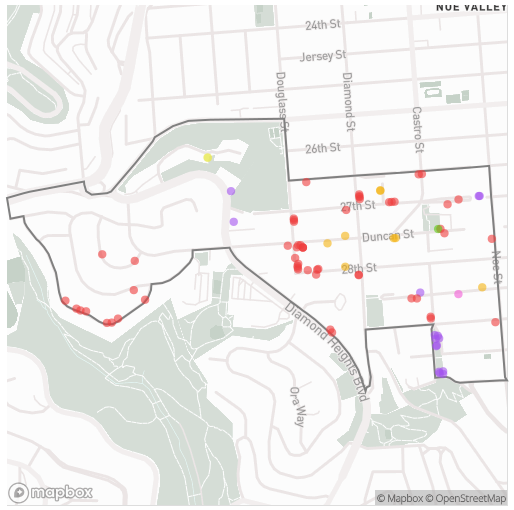 NOE VALLEY
24th St
Jersey St
Douglass St
Diamond St
Castro St
26th St
27th St
Duncan St
28th St
Noe St
Diamond Heights Blvd
Ora Way
mapbox
© Mapbox © OpenStreetMap